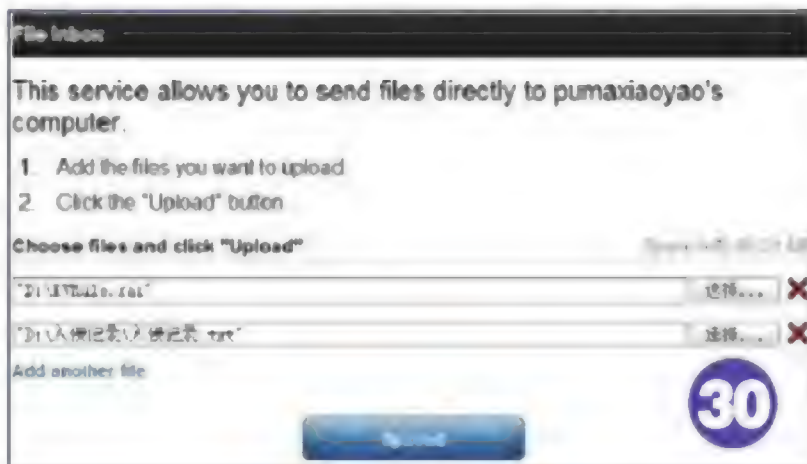 File Inbox
This service allows you to send files directly to pumaxiaoyao's
computer.
1. Add the files you want to upload
2. Click the "Upload" button
Choose files and click "Upload"
选择...
选择...
Add another file
30
Upload